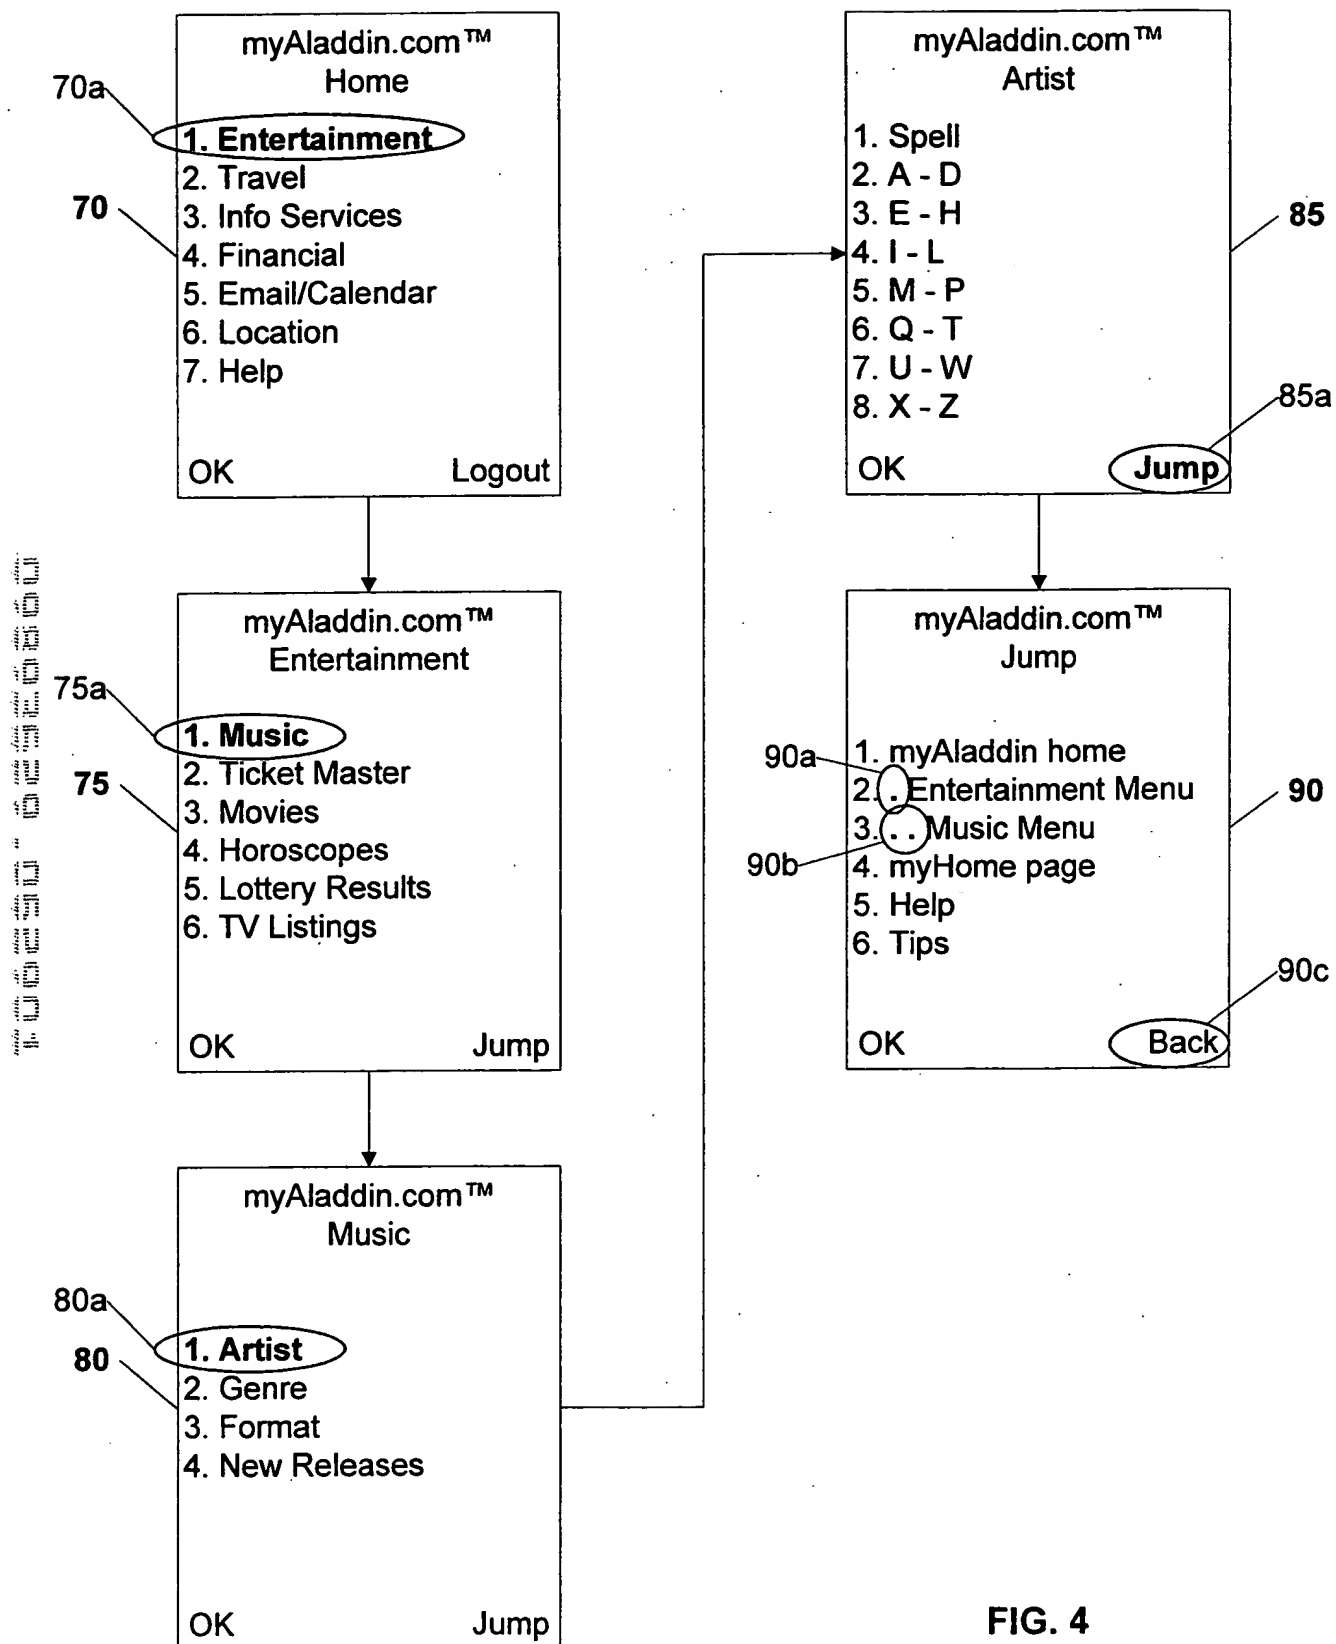 myAladdin.com™
Home
70a
1. Entertainment
2. Travel
70
3. Info Services
4. Financial
5. Email/Calendar
6. Location
7. Help
OK Logout
myAladdin.com™
Entertainment
75a
1. Music
75
2. Ticket Master
3. Movies
4. Horoscopes
5. Lottery Results
6. TV Listings
OK Jump
myAladdin.com™
Music
80a
1. Artist
80
2. Genre
3. Format
4. New Releases
OK Jump
myAladdin.com™
Artist
1. Spell
2. A - D
3. E - H
85
4. I - L
5. M - P
6. Q - T
7. U - W
85a
8. X - Z
OK Jump
myAladdin.com™
Jump
90a
1. myAladdin home
2. . Entertainment Menu
90
3. . . Music Menu
90b
4. myHome page
5. Help
6. Tips
90c
OK Back
FIG. 4